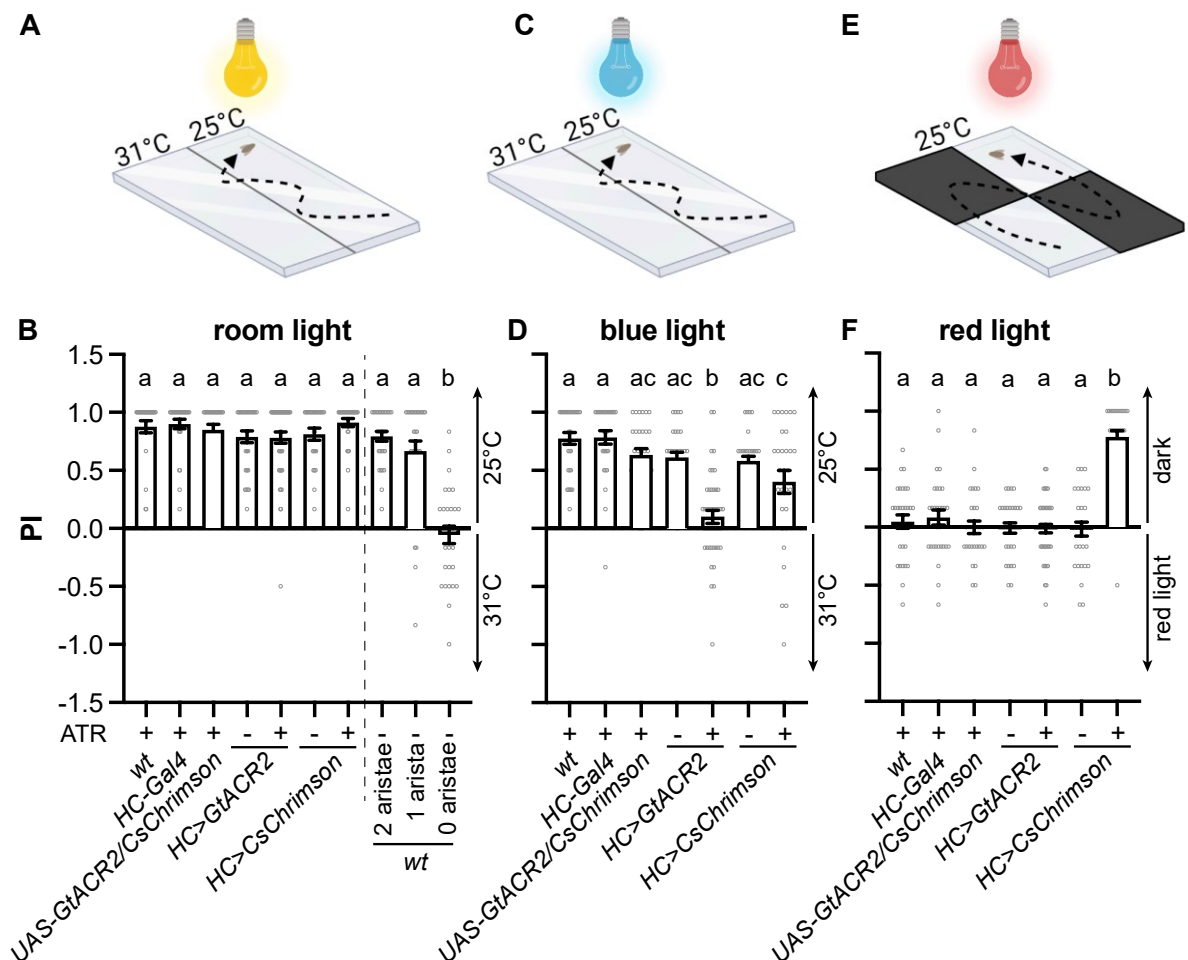 A
C
E
31°C
25°C
31°C
25°C
25°C
B
room light
D
blue light
F
red light
PI
1.5
1.0
0.5
0.0
-0.5
-1.0
-1.5
a a a a a a a a a b
25°C
31°C
a a ac ac b ac c
25°C
31°C
a a a a a a b
dark
red light
ATR
+ + + - + - + - - -
+ + + - + - +
+ + + - + - +
wt
HC-Gal4
UAS-GtACR2/CsChrimson
HC>GtACR2
HC>CsChrimson
2 aristae
1 arista
0 aristae
wt
wt
HC-Gal4
UAS-GtACR2/CsChrimson
HC>GtACR2
HC>CsChrimson
wt
HC-Gal4
UAS-GtACR2/CsChrimson
HC>GtACR2
HC>CsChrimson